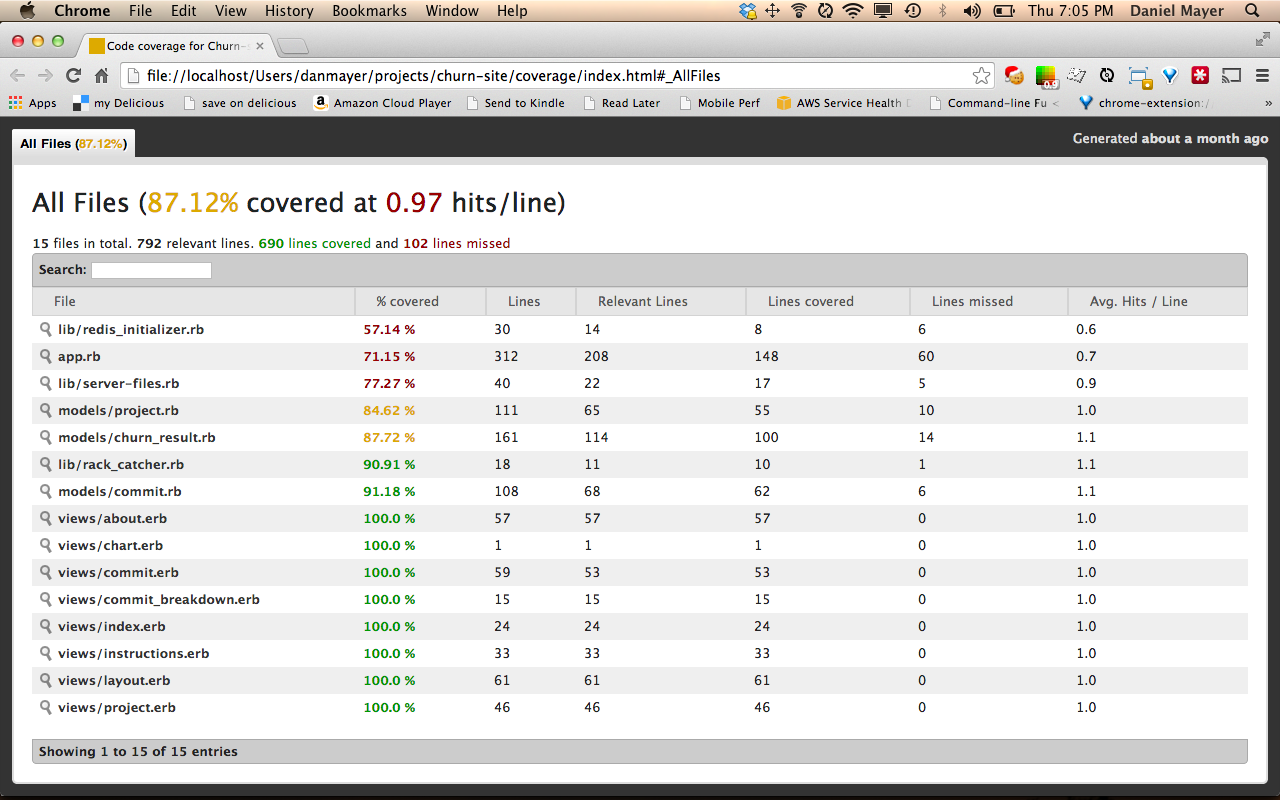 Chrome File Edit View History Bookmarks Window Help Thu 7:05 PM Daniel Mayer
Code coverage for Churn-
file://localhost/Users/danmayer/projects/churn-site/coverage/index.html#_AllFiles
Apps my Delicious save on delicious Amazon Cloud Player Send to Kindle Read Later Mobile Perf AWS Service Health Command-line Fu < chrome-extension:/ »
All Files (87.12%) Generated about a month ago
All Files (87.12% covered at 0.97 hits/line)
15 files in total. 792 relevant lines. 690 lines covered and 102 lines missed
Search:
File % covered Lines Relevant Lines Lines covered Lines missed Avg. Hits / Line
lib/redis_initializer.rb 57.14 % 30 14 8 6 0.6
app.rb 71.15 % 312 208 148 60 0.7
lib/server-files.rb 77.27 % 40 22 17 5 0.9
models/project.rb 84.62 % 111 65 55 10 1.0
models/churn_result.rb 87.72 % 161 114 100 14 1.1
lib/rack_catcher.rb 90.91 % 18 11 10 1 1.1
models/commit.rb 91.18 % 108 68 62 6 1.1
views/about.erb 100.0 % 57 57 57 0 1.0
views/chart.erb 100.0 % 1 1 1 0 1.0
views/commit.erb 100.0 % 59 53 53 0 1.0
views/commit_breakdown.erb 100.0 % 15 15 15 0 1.0
views/index.erb 100.0 % 24 24 24 0 1.0
views/instructions.erb 100.0 % 33 33 33 0 1.0
views/layout.erb 100.0 % 61 61 61 0 1.0
views/project.erb 100.0 % 46 46 46 0 1.0
Showing 1 to 15 of 15 entries